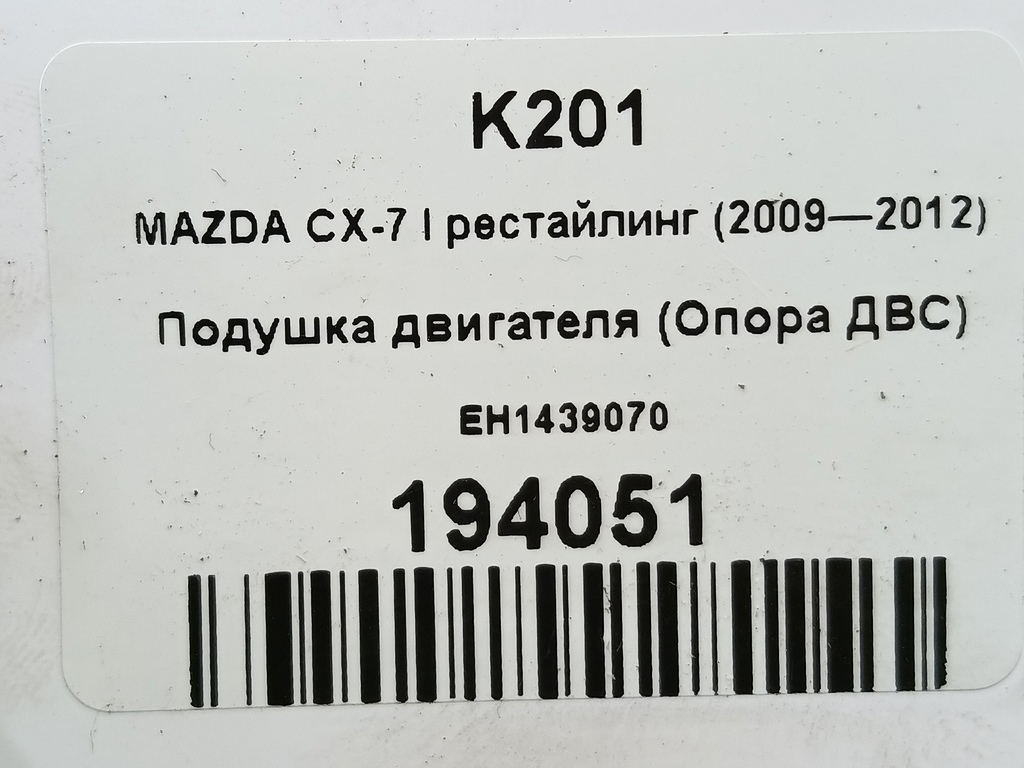 K201
MAZDA CX-7 I рестайлинг (2009—2012)
Подушка двигателя (Опора ДВС)
EH1439070
194051